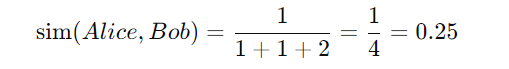 sim(Alice, Bob) = 1/(1 + 1 + 2) = 1/4 = 0.25